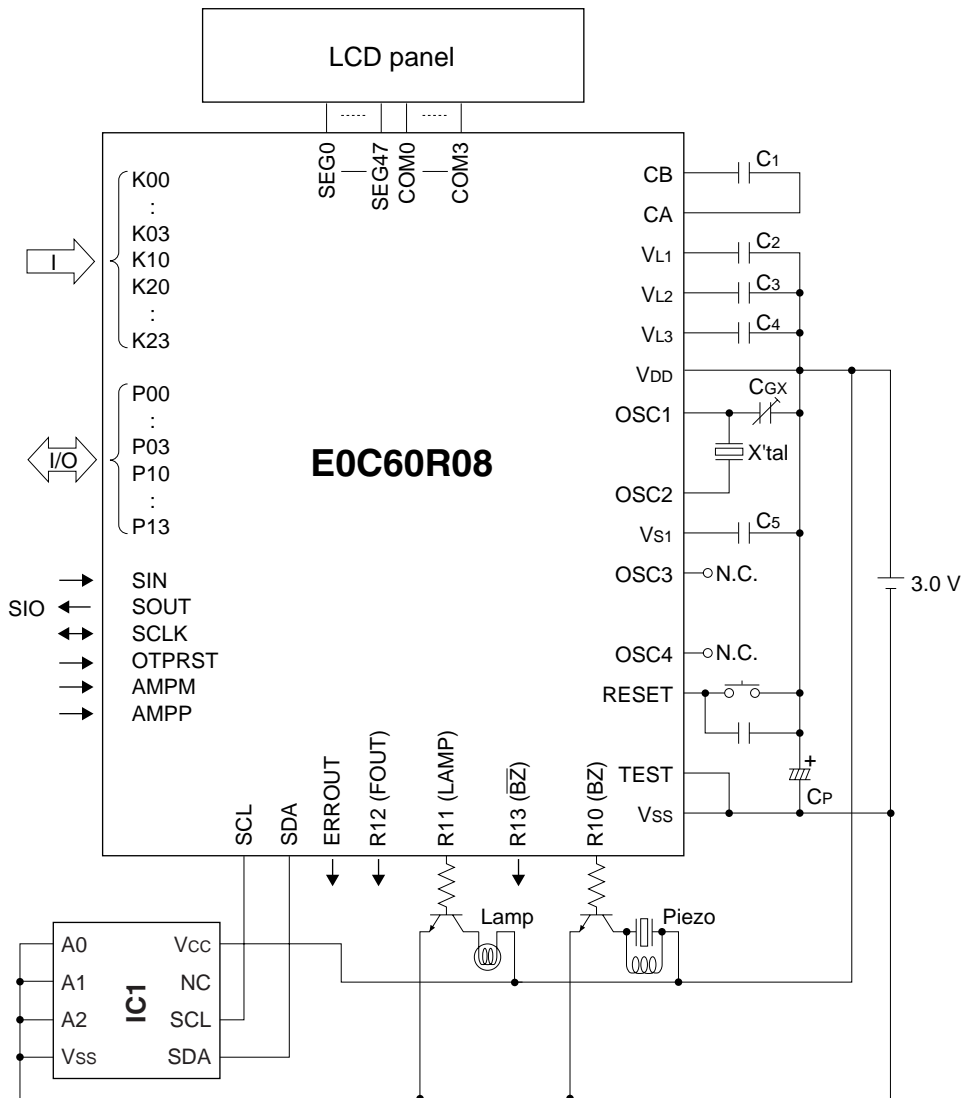 LCD panel
SEG0
SEG47
COM0
COM3
K00
:
K03
K10
K20
:
K23
I
P00
:
P03
P10
:
P13
I/O
SIO
SIN
SOUT
SCLK
OTPRST
AMPM
AMPP
E0C60R08
CB
CA
VL1
VL2
VL3
VDD
OSC1
OSC2
VS1
OSC3
OSC4
RESET
TEST
VSS
C1
C2
C3
C4
CGX
X'tal
C5
N.C.
N.C.
3.0 V
+
CP
SCL
SDA
ERROUT
R12 (FOUT)
R11 (LAMP)
R13 (B̅Z̅)
R10 (BZ)
Lamp
Piezo
A0
A1
A2
VSS
IC1
VCC
NC
SCL
SDA